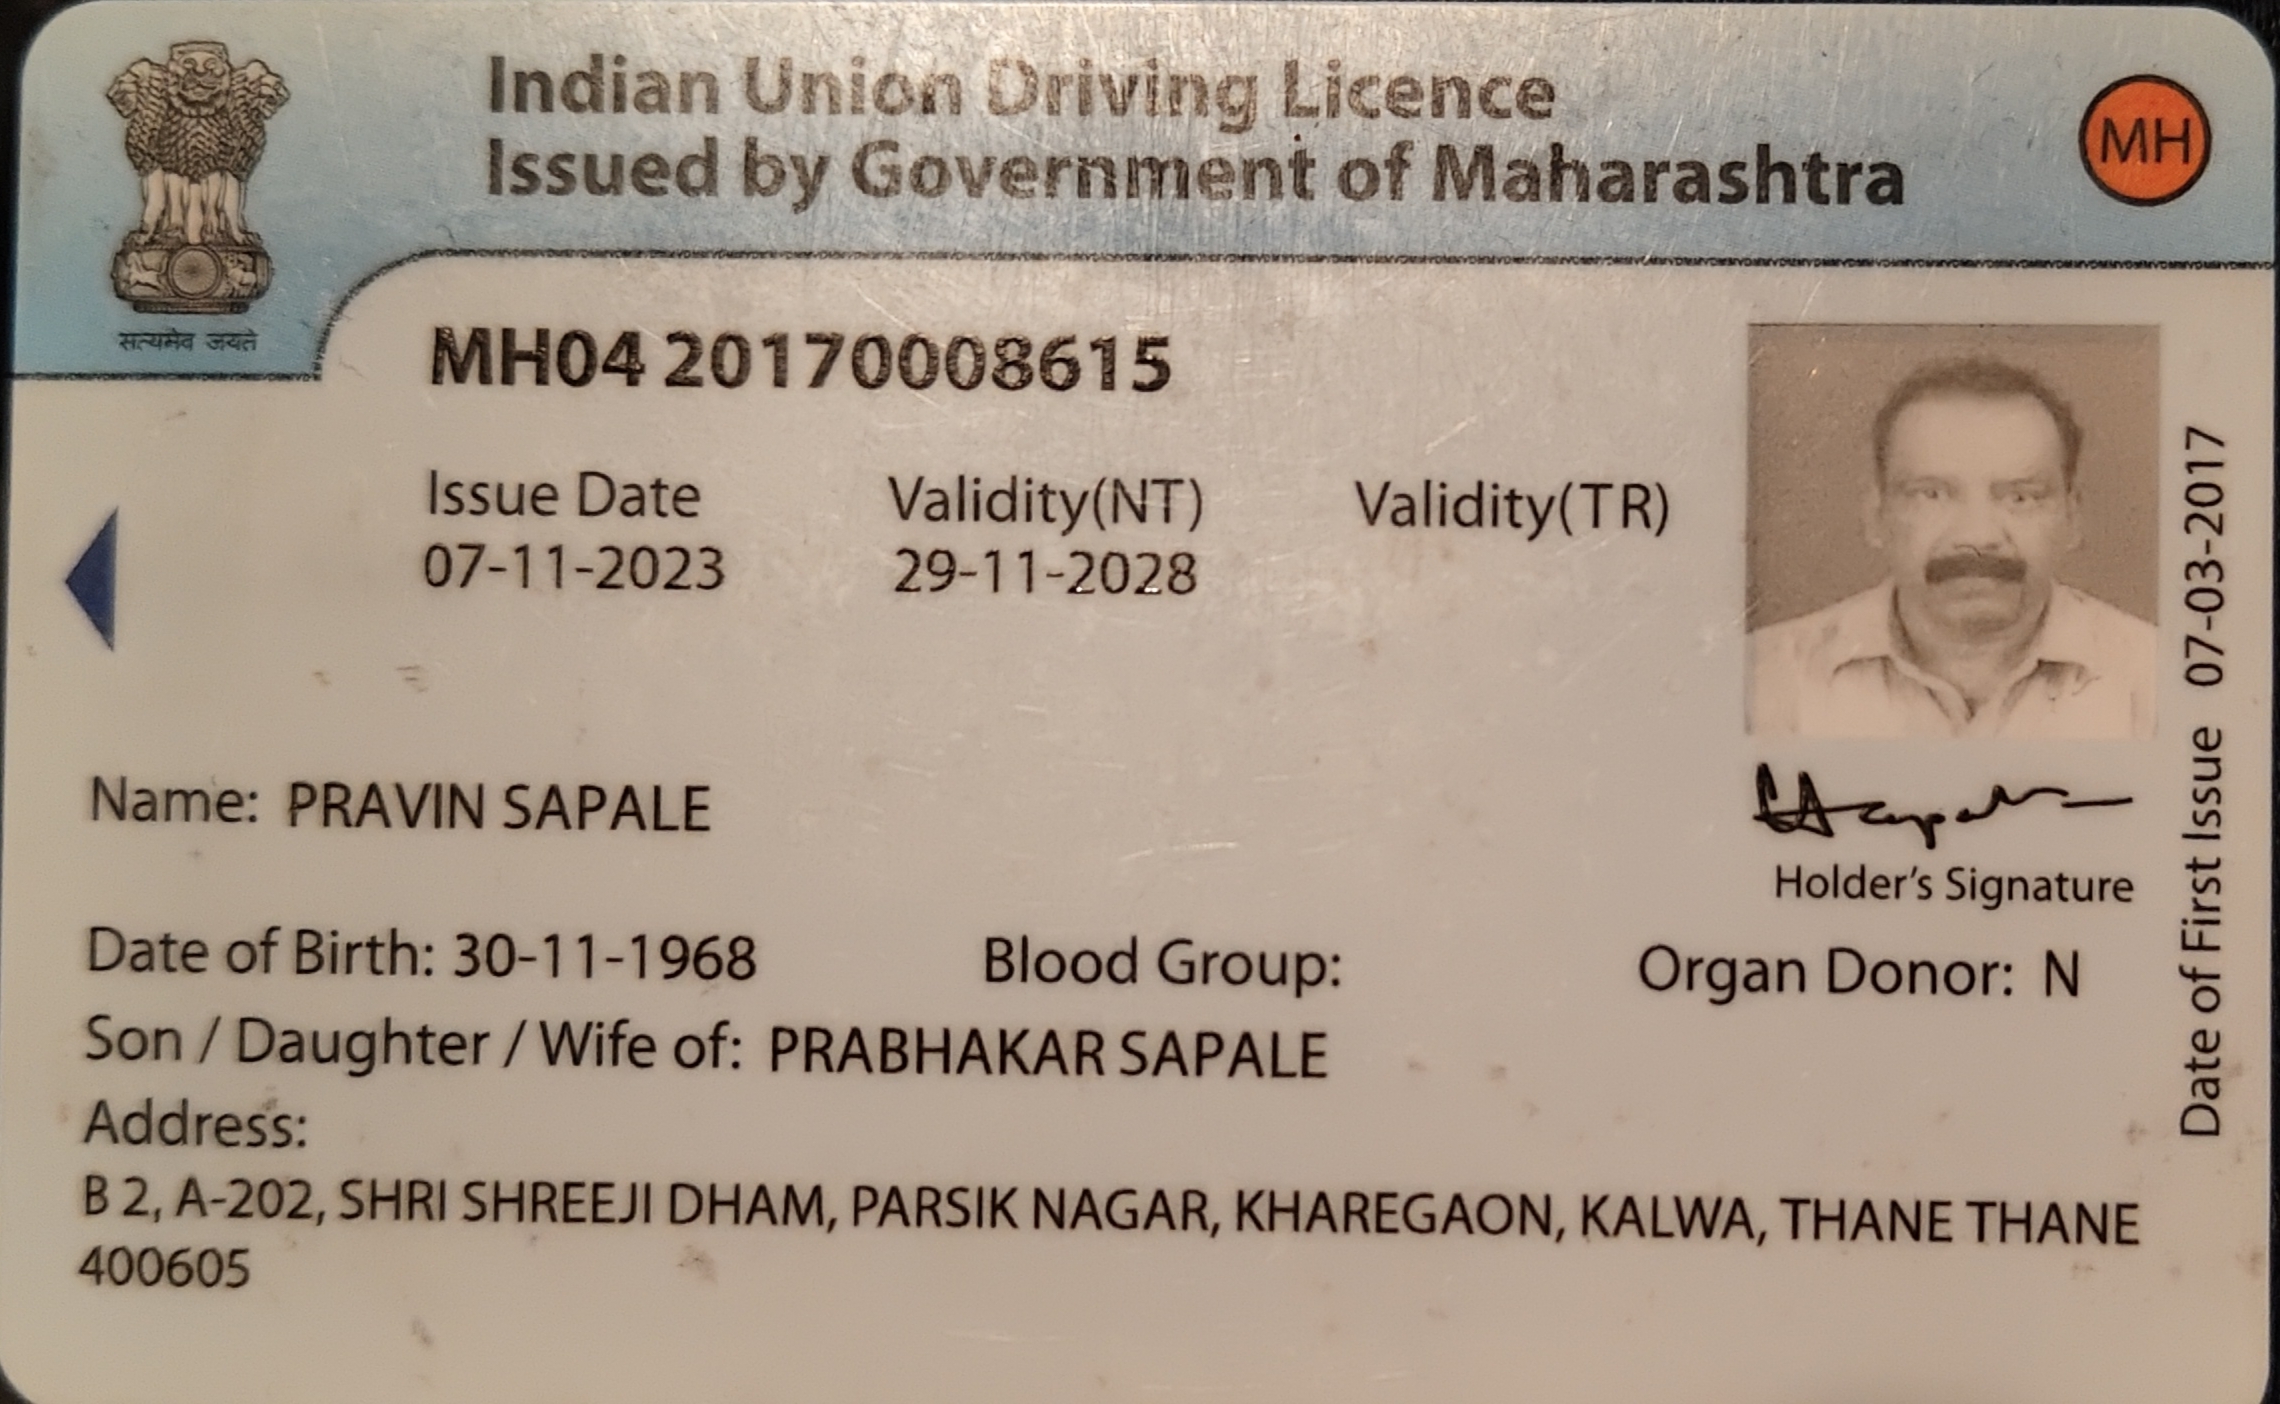 Indian Union Driving Licence
Issued by Government of Maharashtra
MH
सत्यमेव जयते
MH04 20170008615
Issue Date Validity(NT) Validity(TR)
07-11-2023 29-11-2028
Date of First Issue 07-03-2017
Name: PRAVIN SAPALE
Holder's Signature
Date of Birth: 30-11-1968 Blood Group: Organ Donor: N
Son / Daughter / Wife of: PRABHAKAR SAPALE
Address:
B 2, A-202, SHRI SHREEJI DHAM, PARSIK NAGAR, KHAREGAON, KALWA, THANE THANE
400605